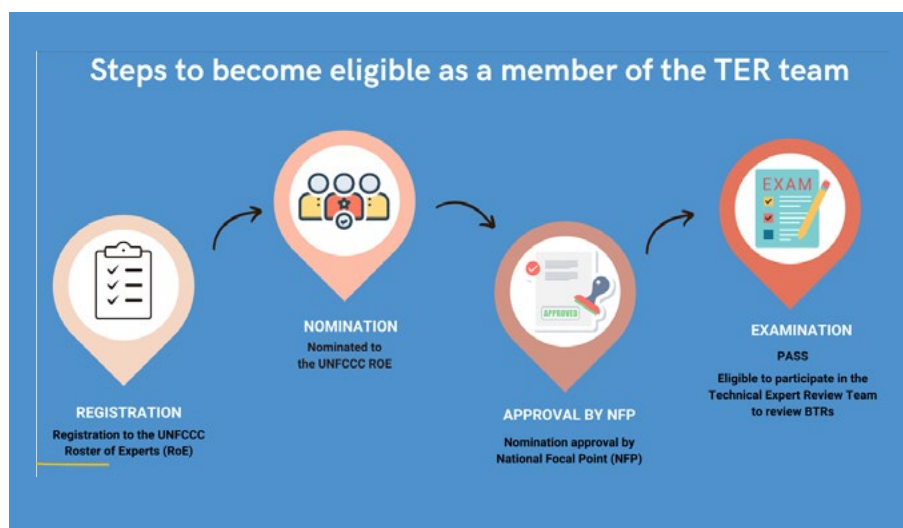 Steps to become eligible as a member of the TER team
REGISTRATION
Registration to the UNFCCC
Roster of Experts (RoE)
NOMINATION
Nominated to
the UNFCCC ROE
APPROVED
APPROVAL BY NFP
Nomination approval by
National Focal Point (NFP)
EXAM
EXAMINATION
PASS
Eligible to participate in the
Technical Expert Review Team
to review BTRs